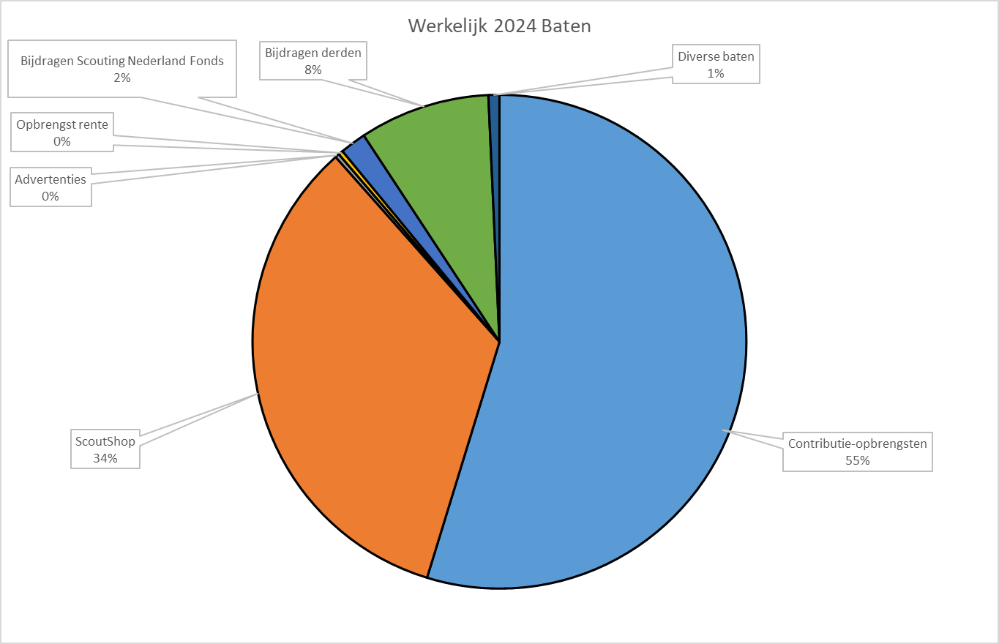 Werkelijk 2024 Baten
Bijdragen Scouting Nederland Fonds
2%
Bijdragen derden
8%
Diverse baten
1%
Opbrengst rente
0%
Advertenties
0%
ScoutShop
34%
Contributie-opbrengsten
55%